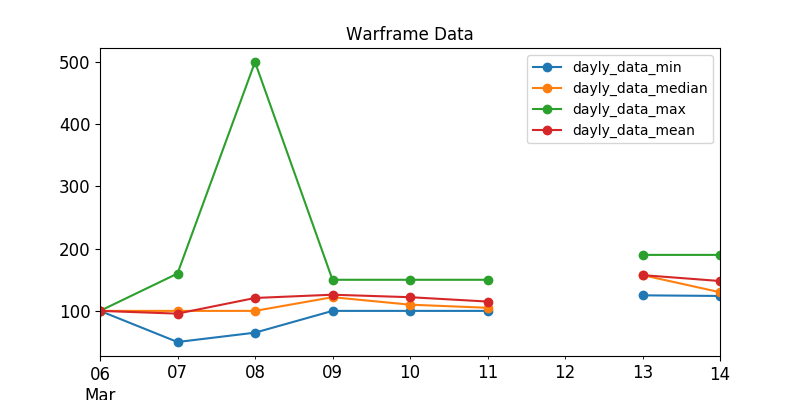 Warframe Data
dayly_data_min
dayly_data_median
dayly_data_max
dayly_data_mean
500
400
300
200
100
06 07 08 09 10 11 12 13 14
Mar